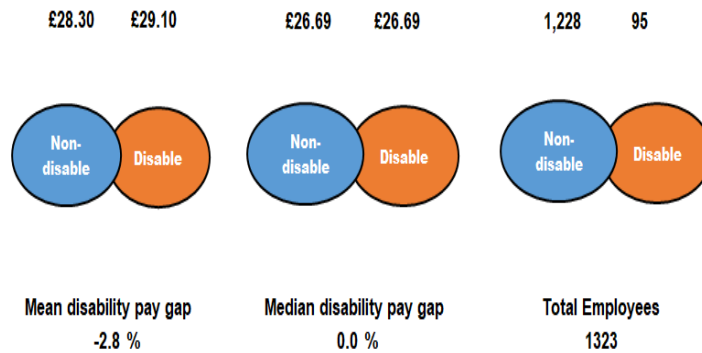 £28.30 £29.10 £26.69 £26.69 1,228 95
Non-
disable
Disable
Non-
disable
Disable
Non-
disable
Disable
Mean disability pay gap
-2.8 %
Median disability pay gap
0.0 %
Total Employees
1323